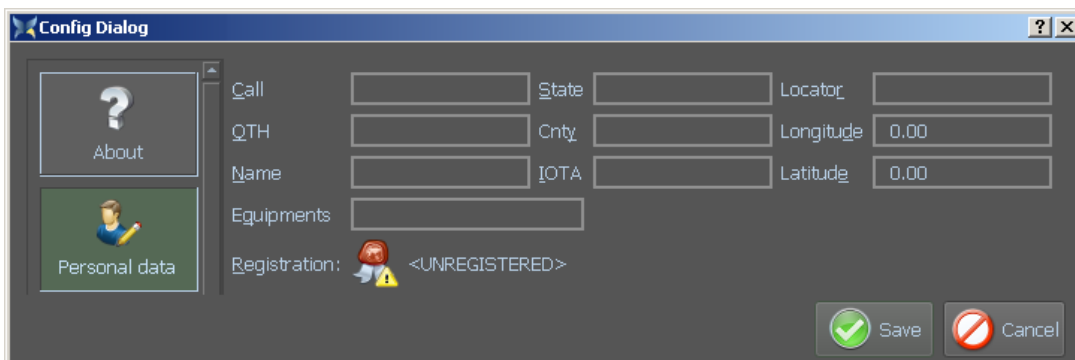 Config Dialog
About
Personal data
Call State Locator
QTH Cnty Longitude 0.00
Name IOTA Latitude 0.00
Equipments
Registration: <UNREGISTERED>
Save Cancel